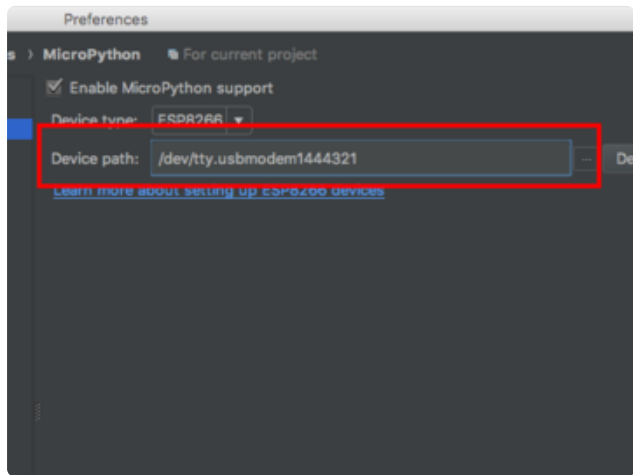 Preferences
s › MicroPython For current project
Enable MicroPython support
Device type: ESP8266
Device path: /dev/tty.usbmodem1444321 ... De
Learn more about setting up ESP8266 devices